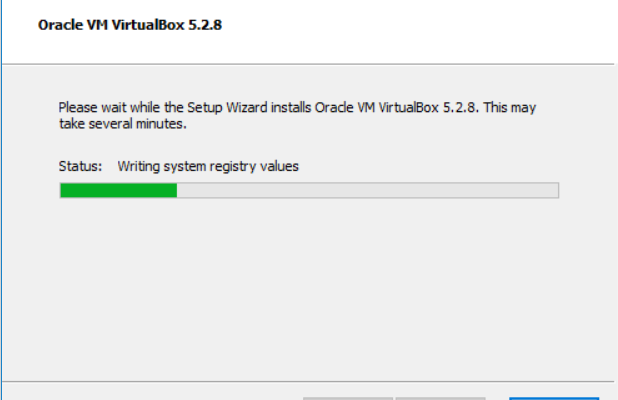 Oracle VM VirtualBox 5.2.8
Please wait while the Setup Wizard installs Oracle VM VirtualBox 5.2.8. This may
take several minutes.
Status: Writing system registry values